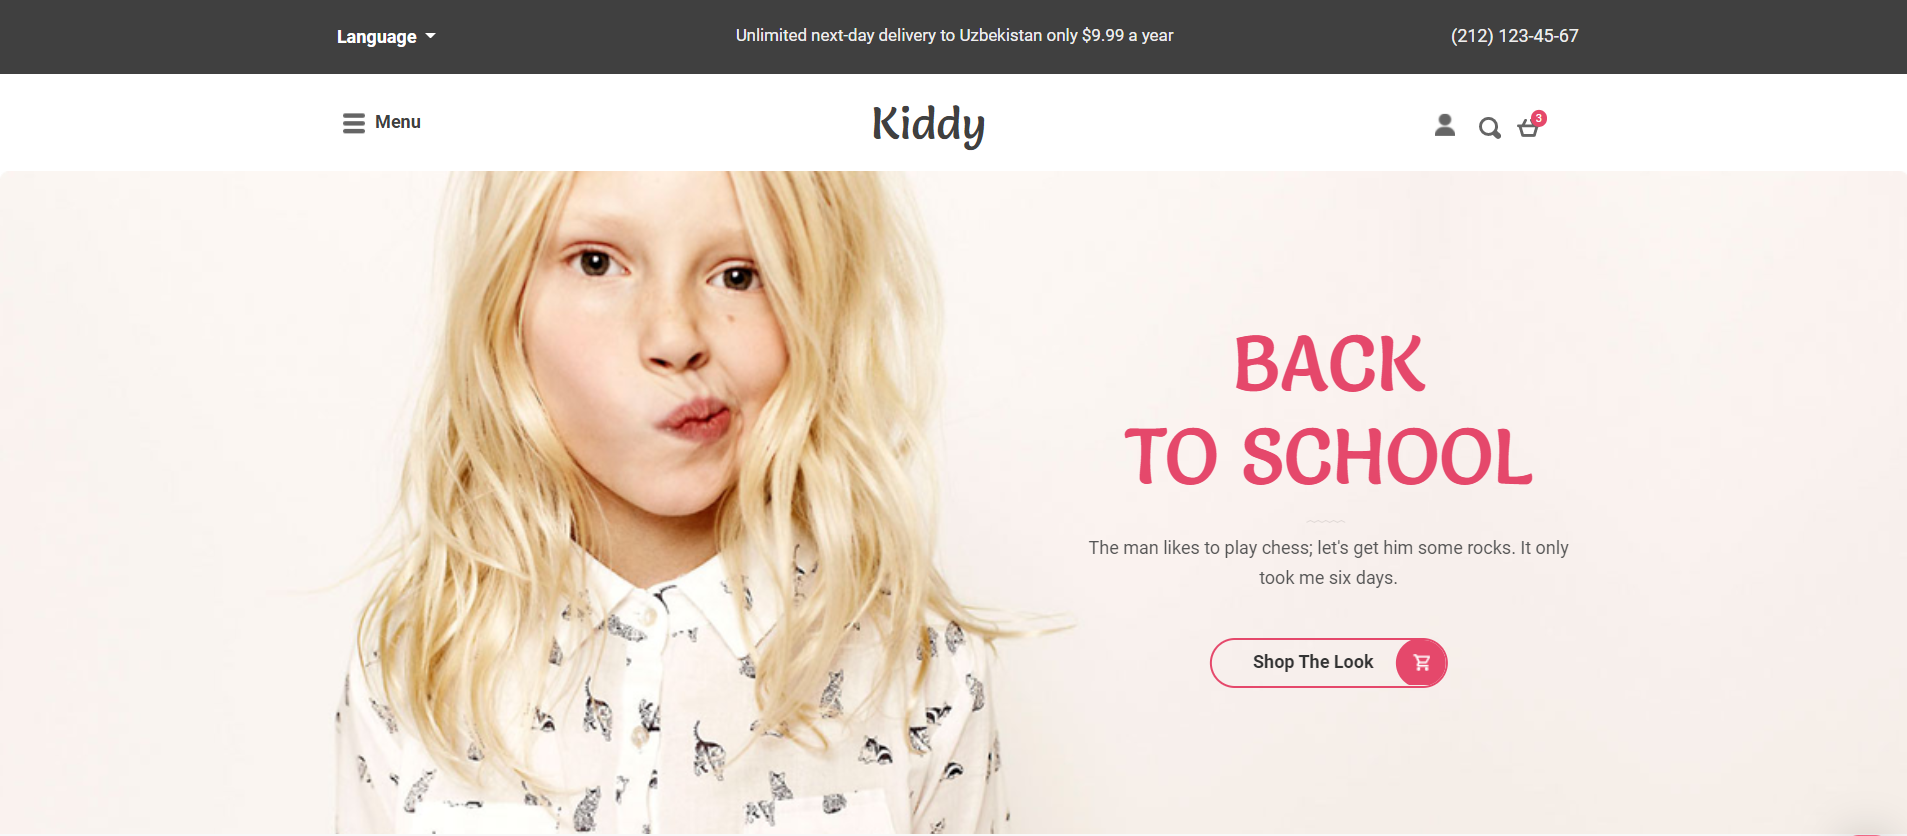 Language
Unlimited next-day delivery to Uzbekistan only $9.99 a year
(212) 123-45-67
Menu
Kiddy
3
BACK
TO SCHOOL
The man likes to play chess; let's get him some rocks. It only
took me six days.
Shop The Look